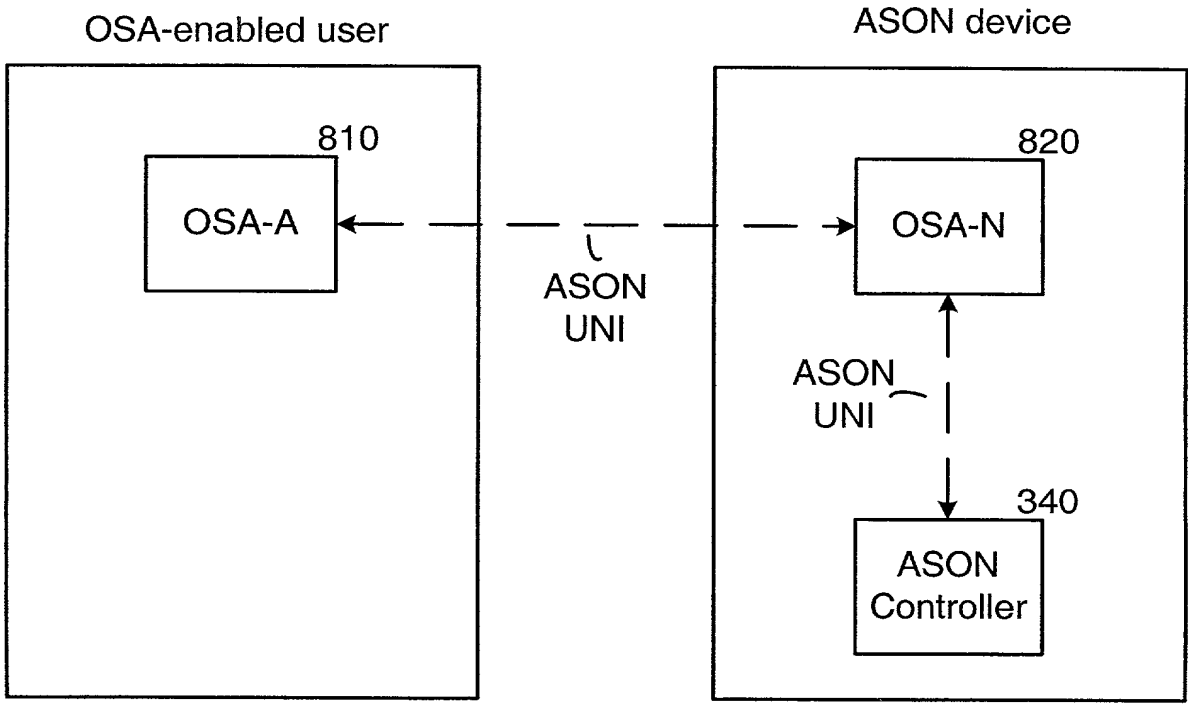 OSA-enabled user
ASON device
810
OSA-A
820
OSA-N
ASON
UNI
ASON
UNI
340
ASON
Controller